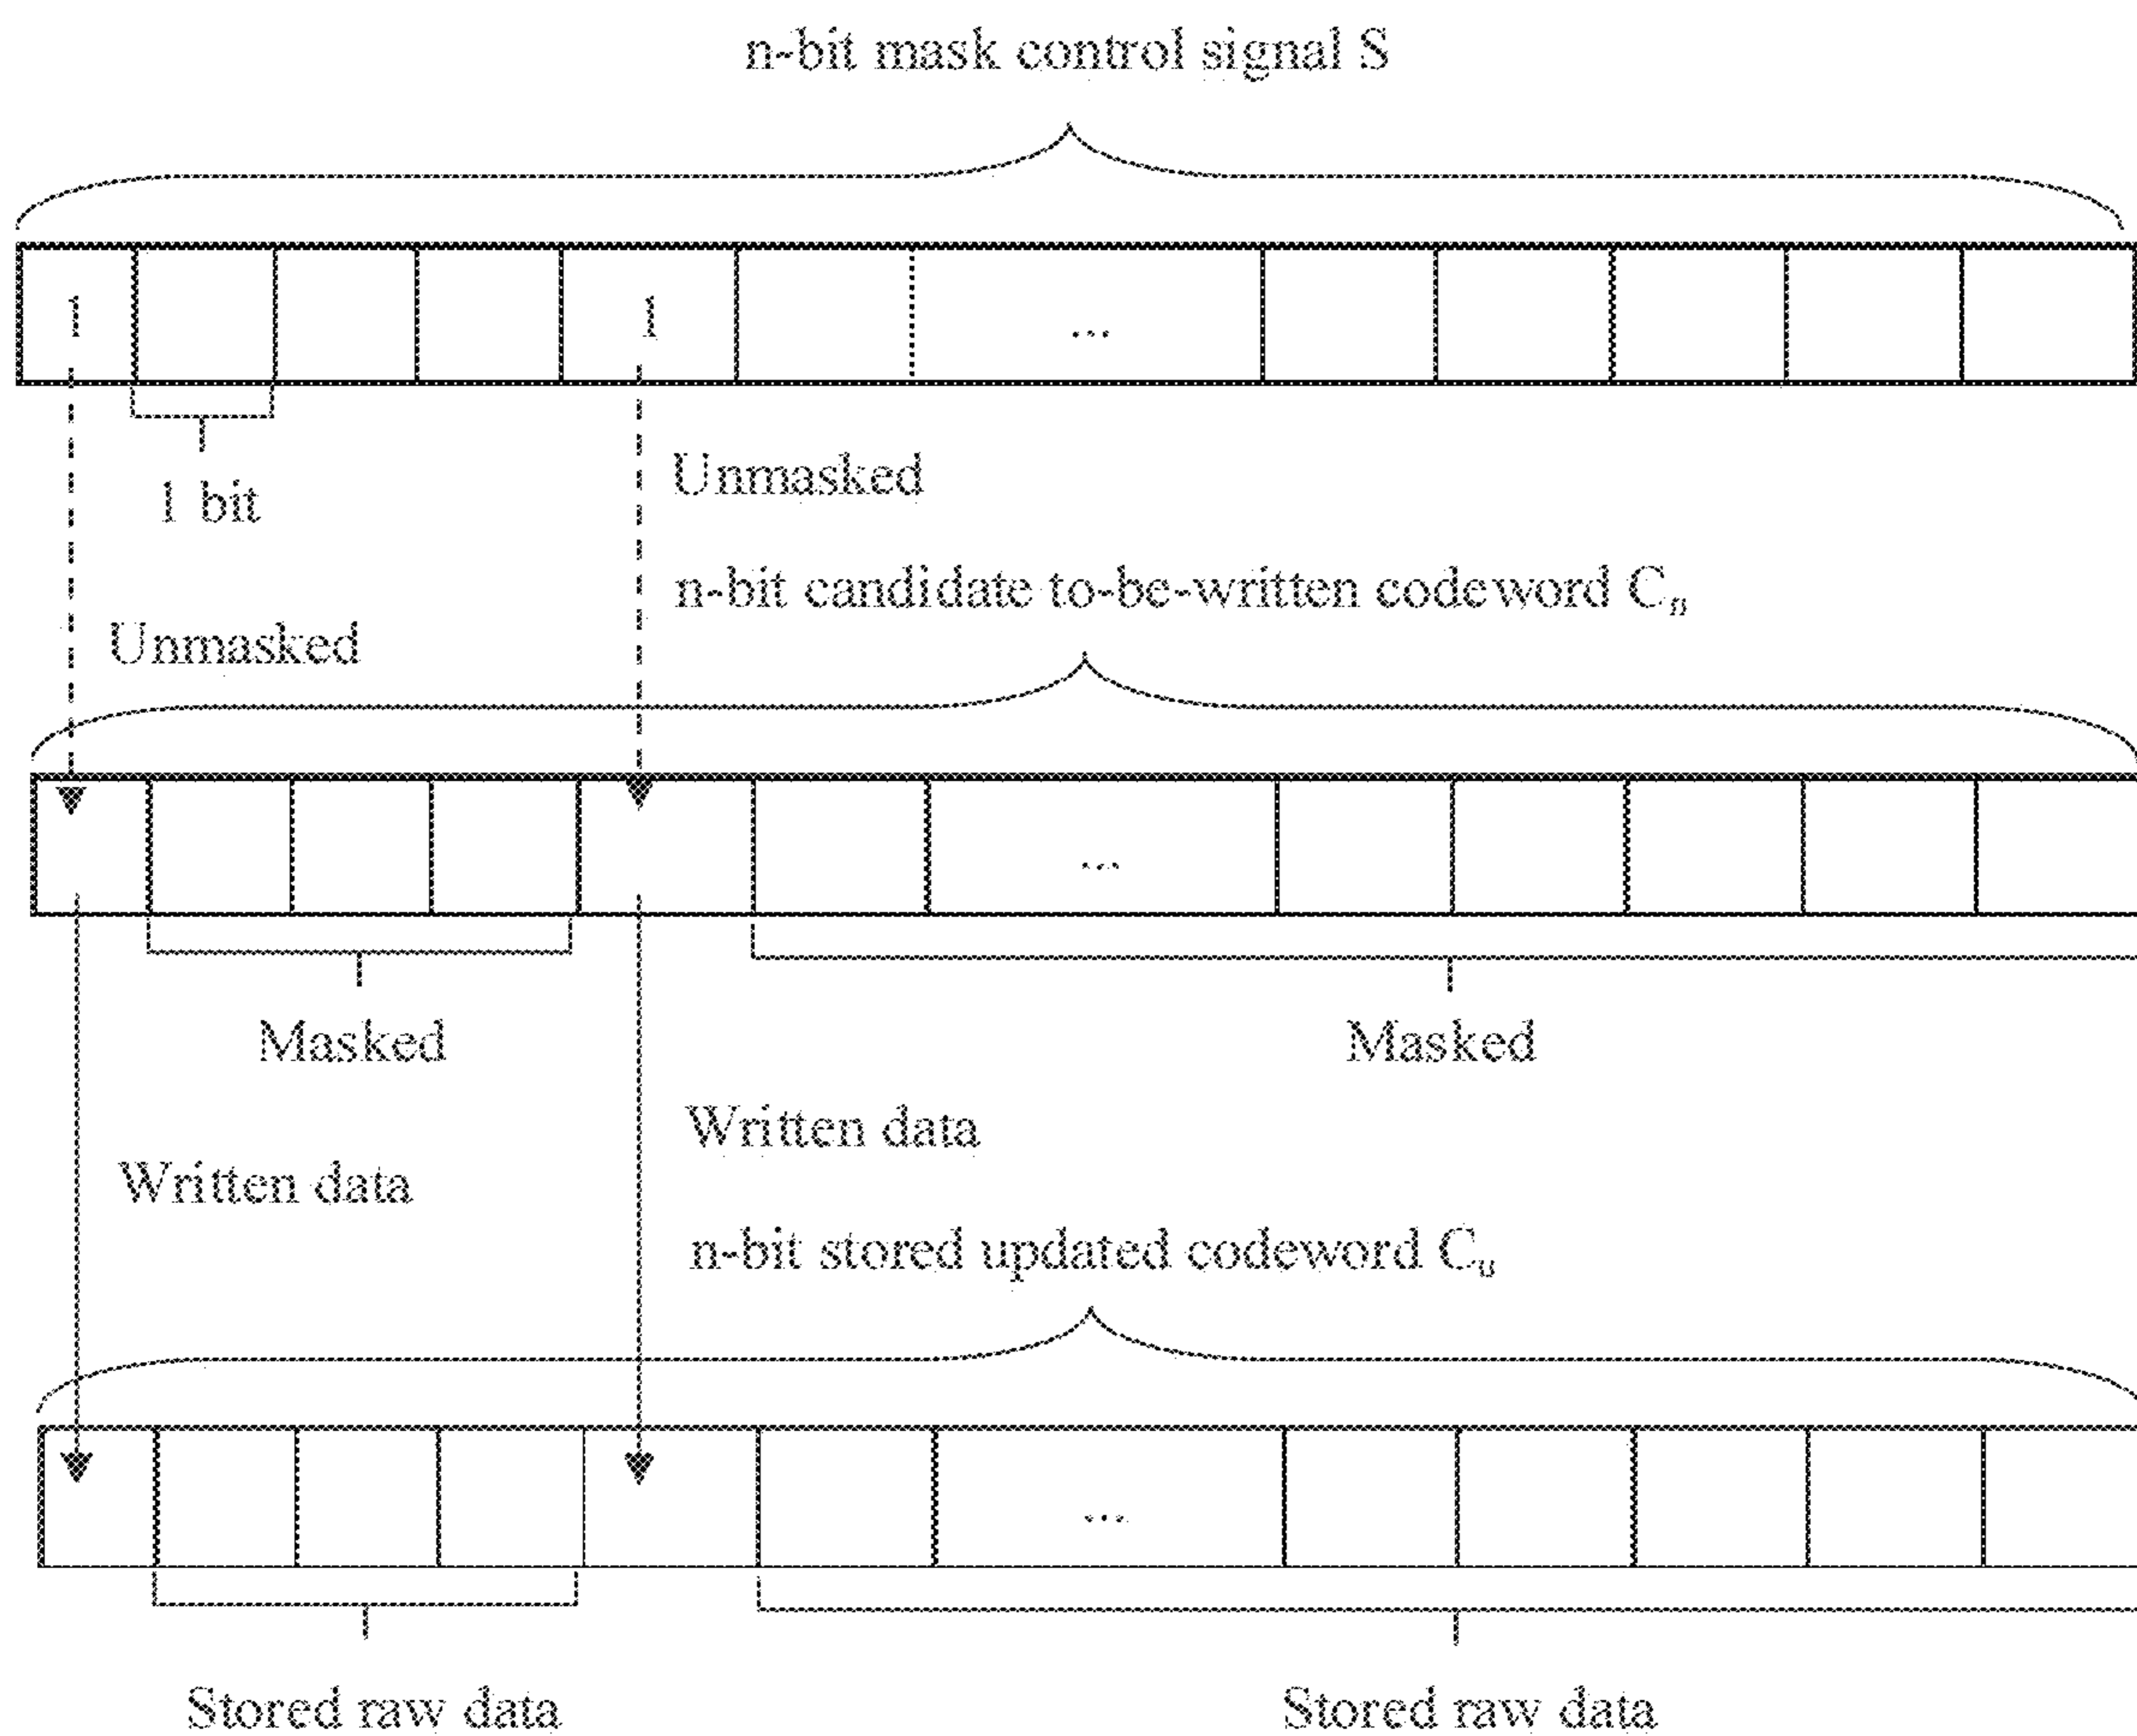 n-bit mask control signal S
1 1 ...
Unmasked
1 bit
n-bit candidate to-be-written codeword Cₙ
Unmasked
...
Masked Masked
Written data
Written data
n-bit stored updated codeword Cᵤ
...
Stored raw data Stored raw data